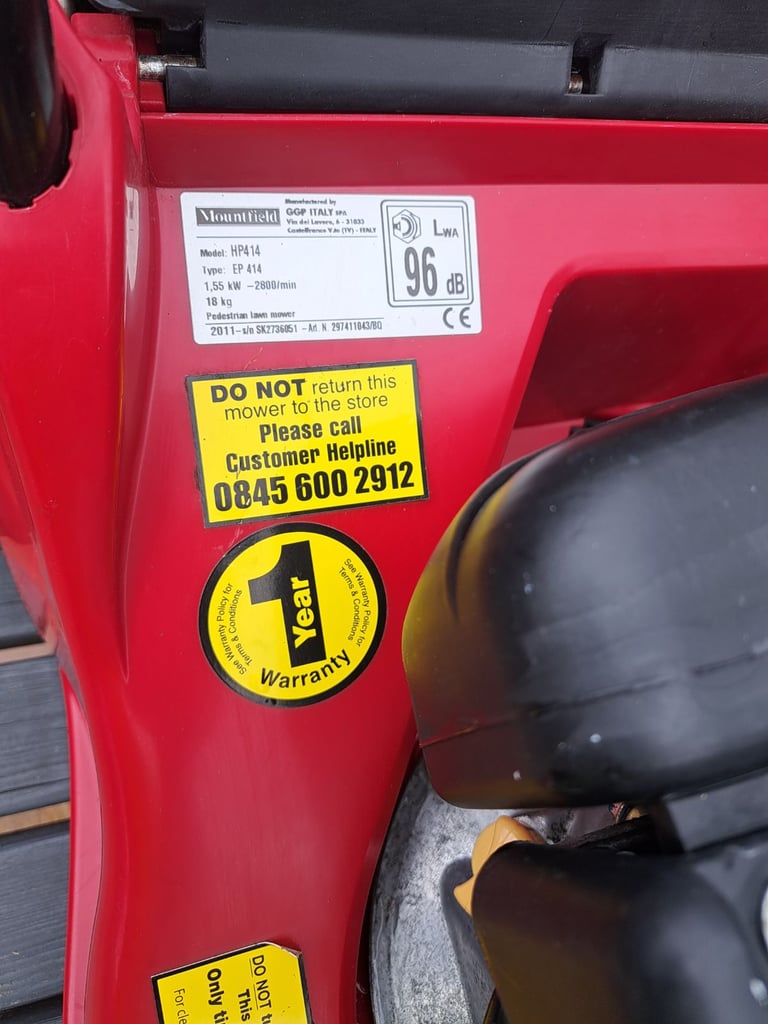 Mountfield
Manufactured by
GGP ITALY SPA
Via del Lavoro, 6 - 31033
Castelfranco V.to (TV) - ITALY
LWA
96 dB
Model: HP414
Type: EP 414
1,55 kW -2800/min
18 kg
Pedestrian lawn mower
2011- s/n SK2736051 - Art. N. 297411043/BQ
CE
DO NOT return this
mower to the store
Please call
Customer Helpline
0845 600 2912
1
Year
Warranty
See Warranty Policy for
Terms & Conditions
See Warranty Policy for
Terms & Conditions
DO NOT
This
Only
For